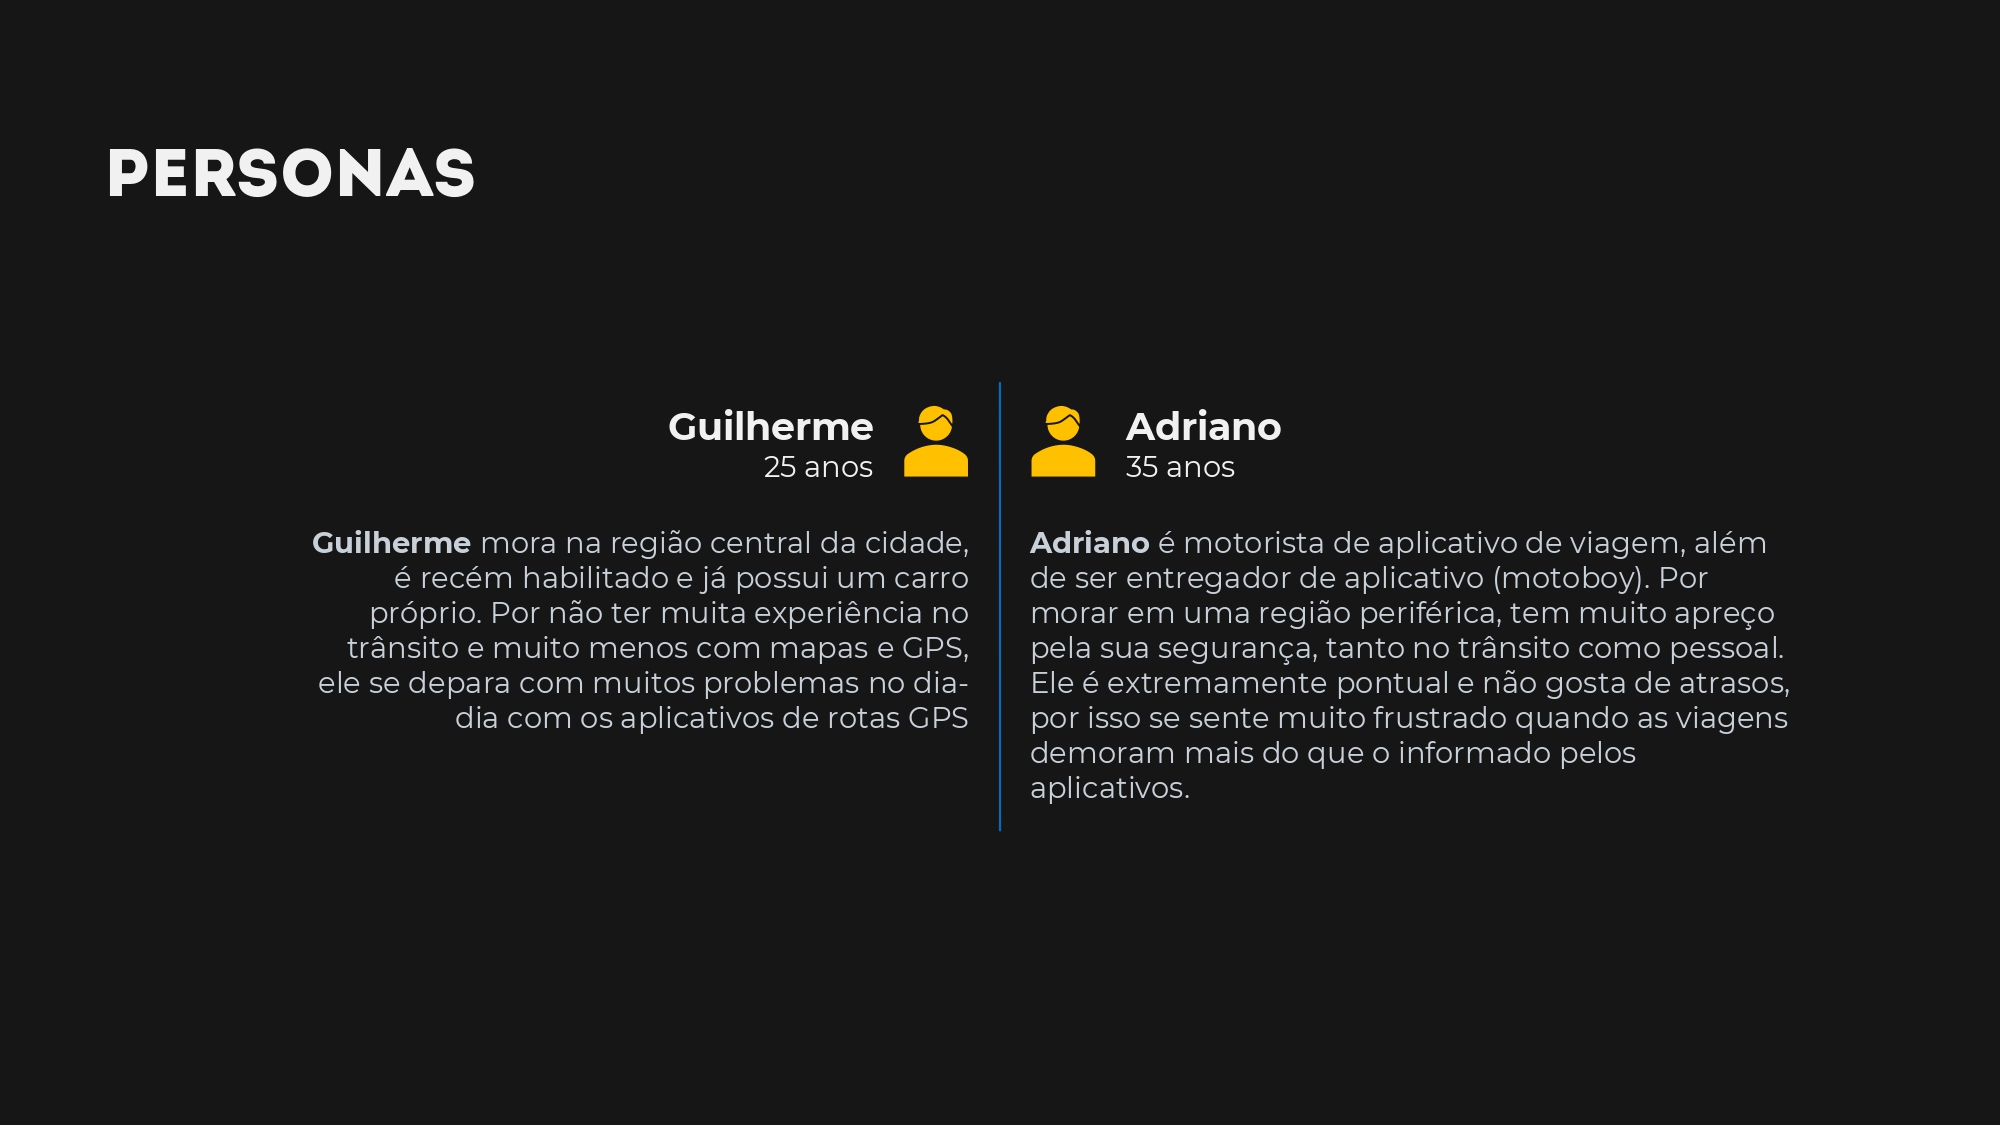 PERSONAS
Guilherme
25 anos
Guilherme mora na região central da cidade,
é recém habilitado e já possui um carro
próprio. Por não ter muita experiência no
trânsito e muito menos com mapas e GPS,
ele se depara com muitos problemas no dia-
dia com os aplicativos de rotas GPS
Adriano
35 anos
Adriano é motorista de aplicativo de viagem, além
de ser entregador de aplicativo (motoboy). Por
morar em uma região periférica, tem muito apreço
pela sua segurança, tanto no trânsito como pessoal.
Ele é extremamente pontual e não gosta de atrasos,
por isso se sente muito frustrado quando as viagens
demoram mais do que o informado pelos
aplicativos.